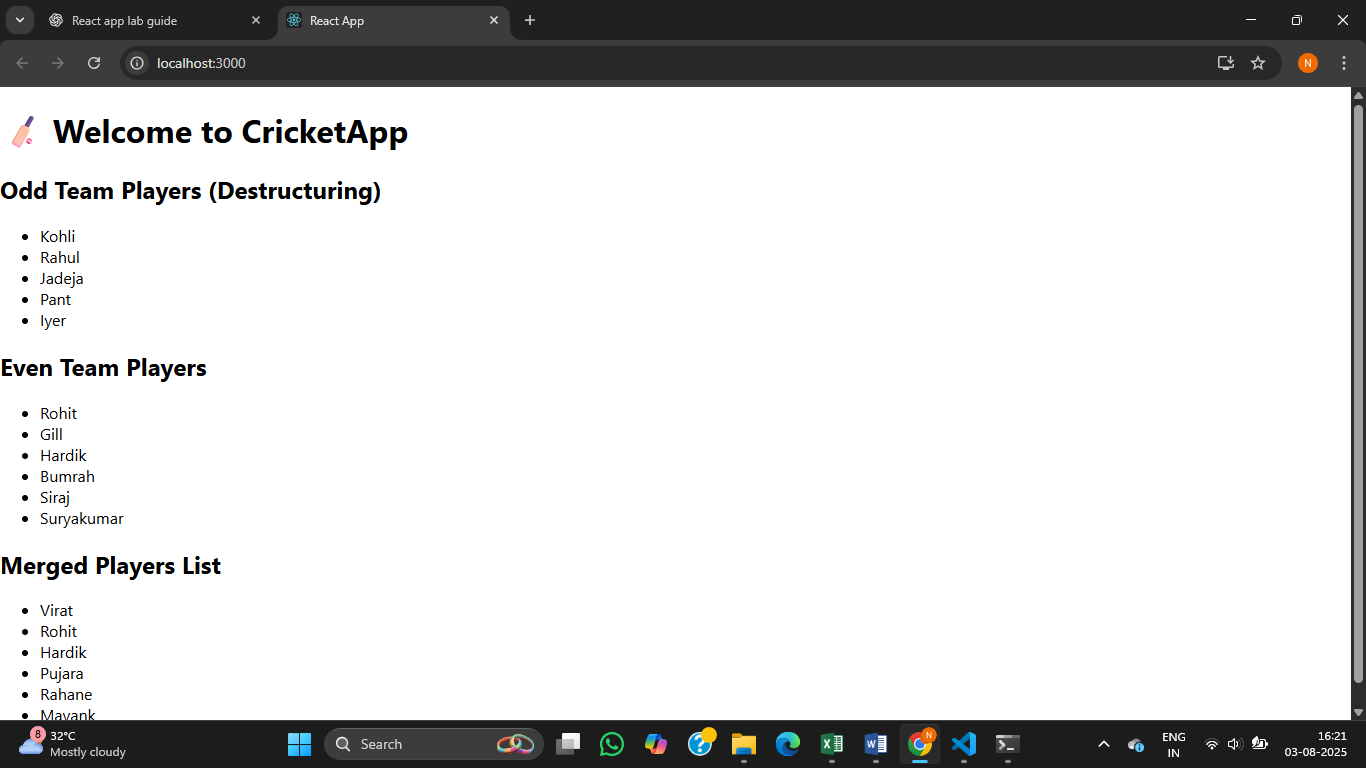 React app lab guide
React App
localhost:3000
N
Welcome to CricketApp
Odd Team Players (Destructuring)
Kohli
Rahul
Jadeja
Pant
Iyer
Even Team Players
Rohit
Gill
Hardik
Bumrah
Siraj
Suryakumar
Merged Players List
Virat
Rohit
Hardik
Pujara
Rahane
Mayank
8
32°C
Mostly cloudy
Search
N
ENG
IN
16:21
03-08-2025